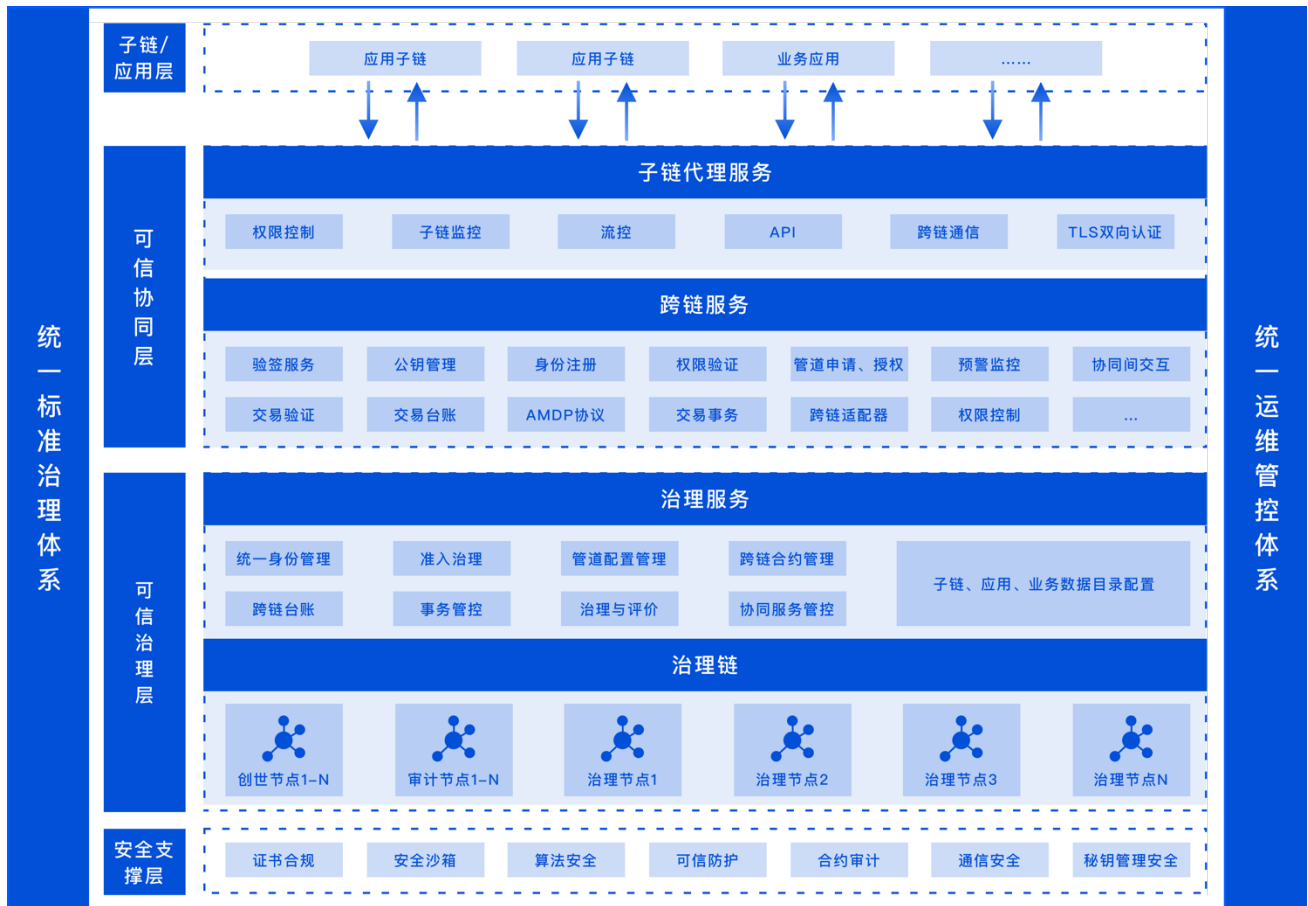 统一标准治理体系
子链/
应用层
应用子链
应用子链
业务应用
......
可信协同层
子链代理服务
权限控制
子链监控
流控
API
跨链通信
TLS双向认证
跨链服务
验签服务
公钥管理
身份注册
权限验证
管道申请、授权
预警监控
协同间交互
交易验证
交易台账
AMDP协议
交易事务
跨链适配器
权限控制
...
可信治理层
治理服务
统一身份管理
准入治理
管道配置管理
跨链合约管理
子链、应用、业务数据目录配置
跨链台账
事务管控
治理与评价
协同服务管控
治理链
创世节点1-N
审计节点1-N
治理节点1
治理节点2
治理节点3
治理节点N
安全支
撑层
证书合规
安全沙箱
算法安全
可信防护
合约审计
通信安全
秘钥管理安全
统一运维管控体系